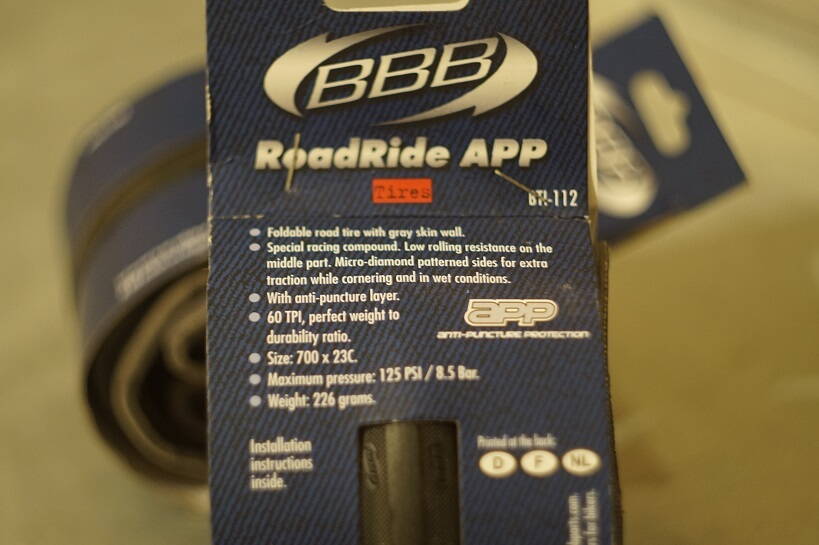 BBB
RoadRide APP
Tires
BTI-112
Foldable road tire with gray skin wall.
Special racing compound. Low rolling resistance on the
middle part. Micro-diamond patterned sides for extra
traction while cornering and in wet conditions.
With anti-puncture layer.
60 TPI, perfect weight to
durability ratio.
app
ANTI-PUNCTURE PROTECTION
Size: 700 x 23C.
Maximum pressure: 125 PSI / 8.5 Bar.
Weight: 226 grams.
Installation
instructions
inside.
Printed at the back:
D F NL